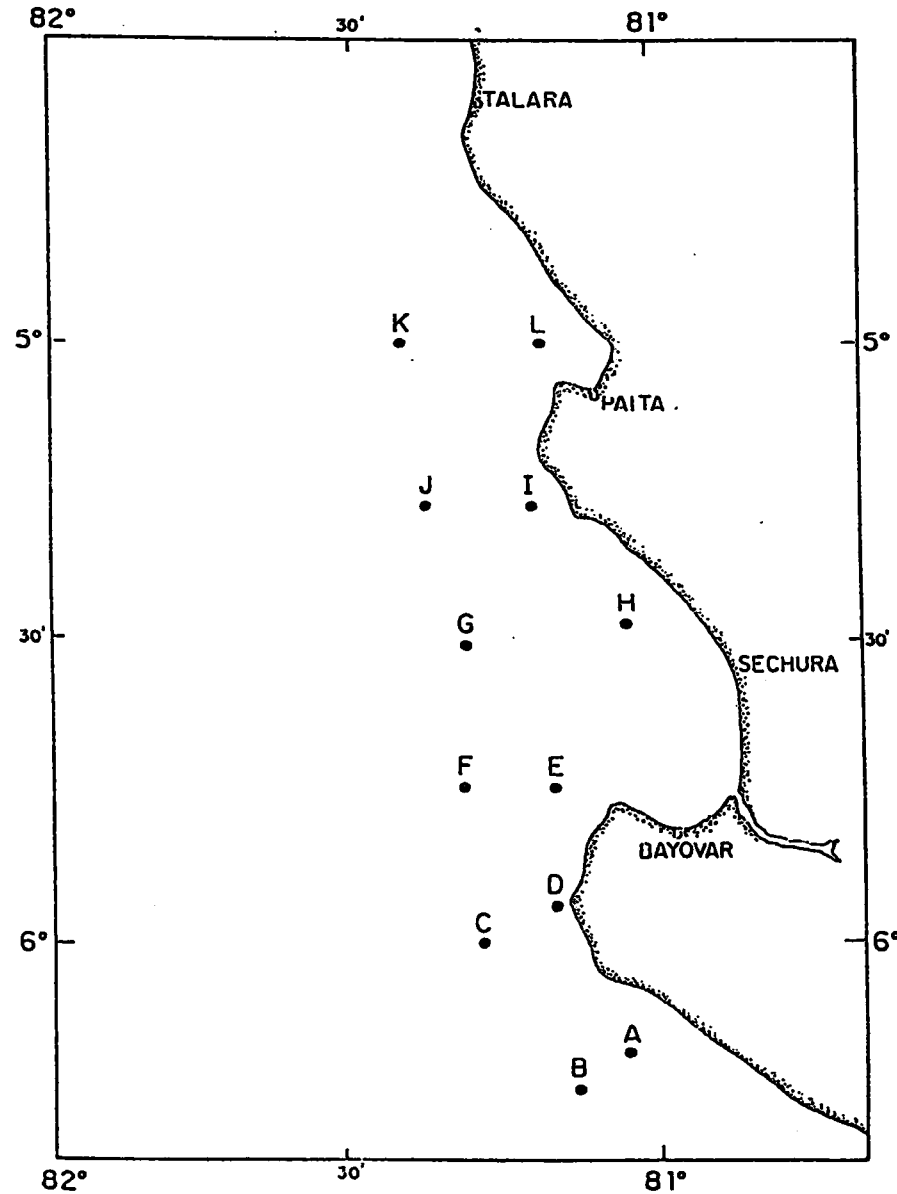 82° 30' 81°
TALARA
K L
5° 5°
PAITA
J I
H
G
30' 30'
SECHURA
F E
BAYOVAR
D
C
6° 6°
A
B
82° 30' 81°